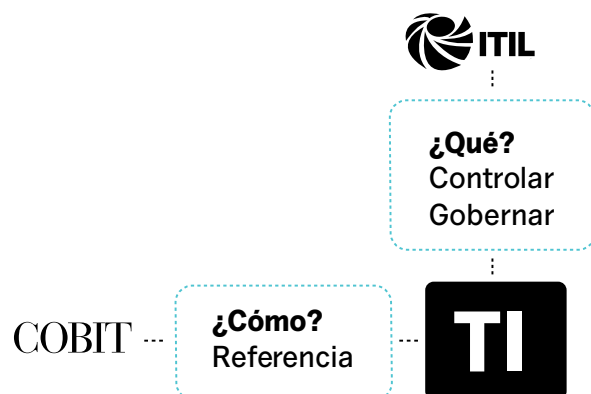 ITIL
¿Qué?
Controlar
Gobernar
COBIT
¿Cómo?
Referencia
TI